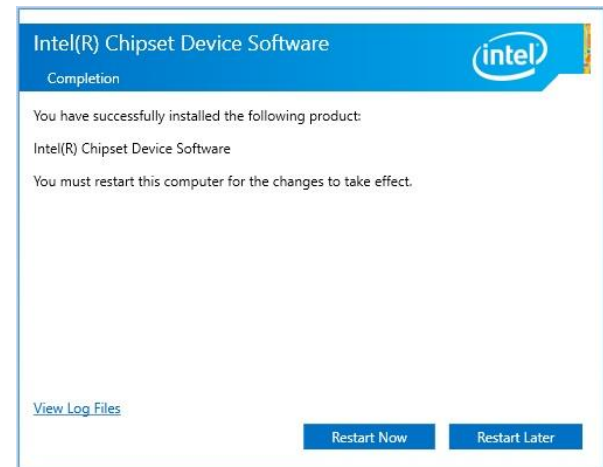 Intel(R) Chipset Device Software
intel
Completion
You have successfully installed the following product:
Intel(R) Chipset Device Software
You must restart this computer for the changes to take effect.
View Log Files
Restart Now
Restart Later